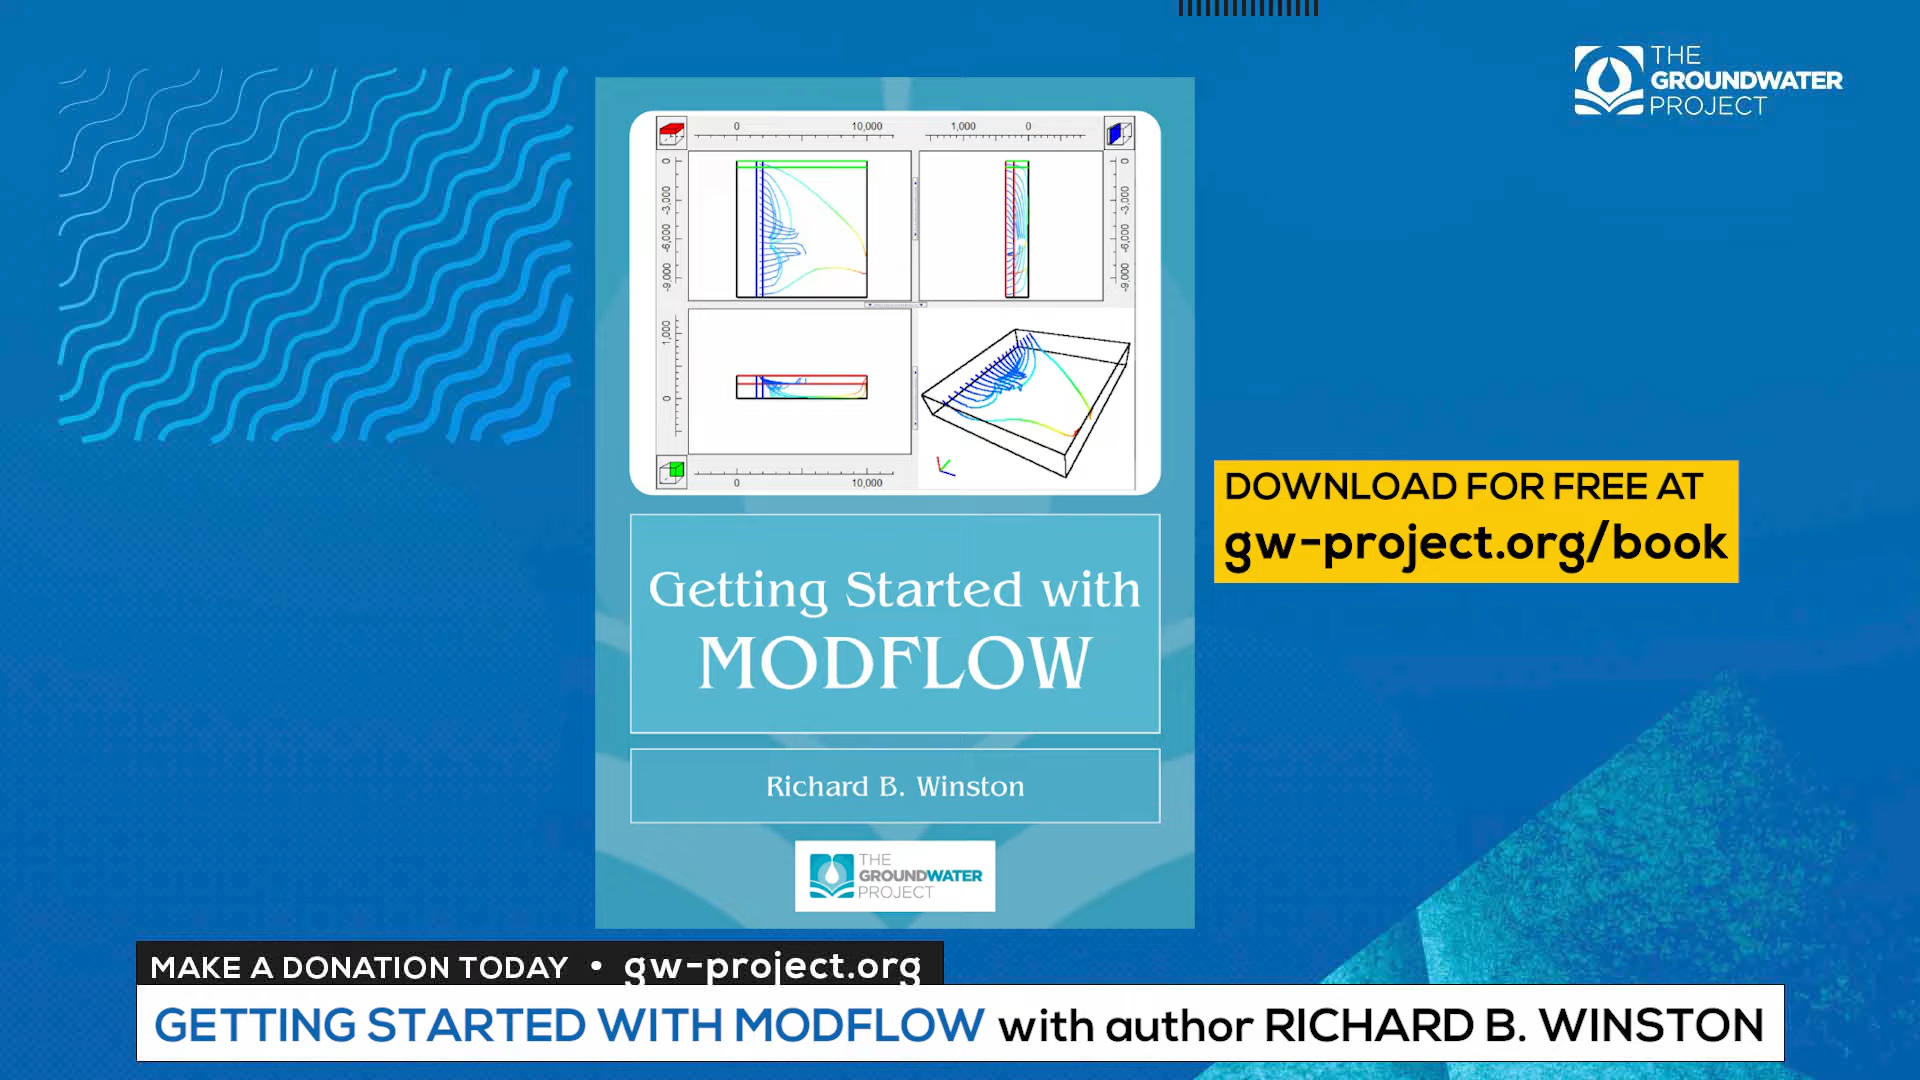 THE
GROUNDWATER
PROJECT
0 10,000 1,000 0
0 -3,000 -6,000 -9,000
0 -3,000 -6,000 -9,000
1,000 0
0 10,000
DOWNLOAD FOR FREE AT
gw-project.org/book
Getting Started with
MODFLOW
Richard B. Winston
THE
GROUNDWATER
PROJECT
MAKE A DONATION TODAY • gw-project.org
GETTING STARTED WITH MODFLOW with author RICHARD B. WINSTON